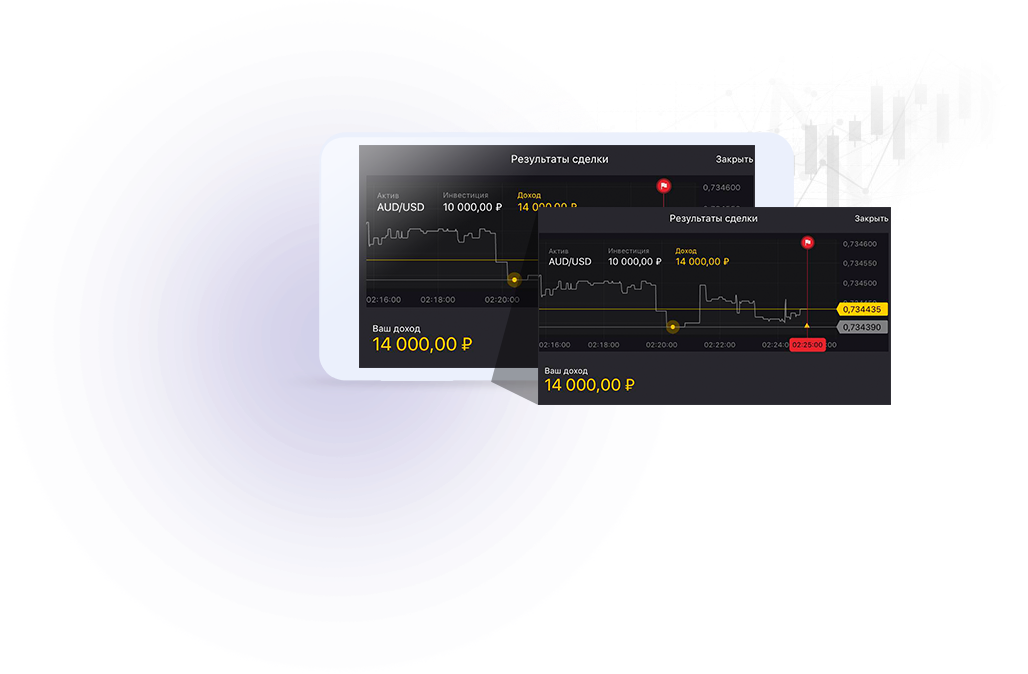 Результаты сделки Закрыть
Актив Инвестиция Доход
AUD/USD 10 000,00 ₽ 14 000,00 ₽
0,734600
02:16:00 02:18:00 02:20:00
Ваш доход
14 000,00 ₽
Результаты сделки Закрыть
Актив Инвестиция Доход
AUD/USD 10 000,00 ₽ 14 000,00 ₽
0,734600
0,734550
0,734500
0,734435
0,734390
02:16:00 02:18:00 02:20:00 02:22:00 02:24:0 02:25:00 :00
Ваш доход
14 000,00 ₽